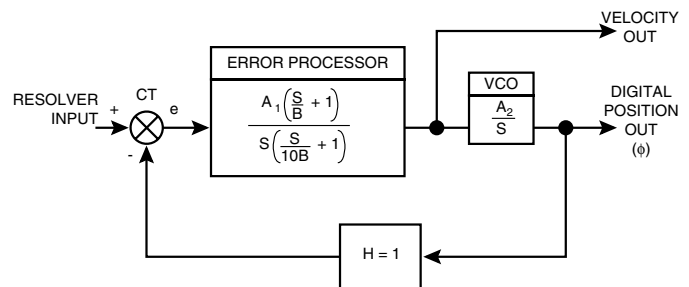 VELOCITY
OUT
ERROR PROCESSOR
CT
RESOLVER
INPUT
+
-
e
A1(S/B + 1)
S(S/10B + 1)
VCO
A2
S
DIGITAL
POSITION
OUT
(ϕ)
H = 1